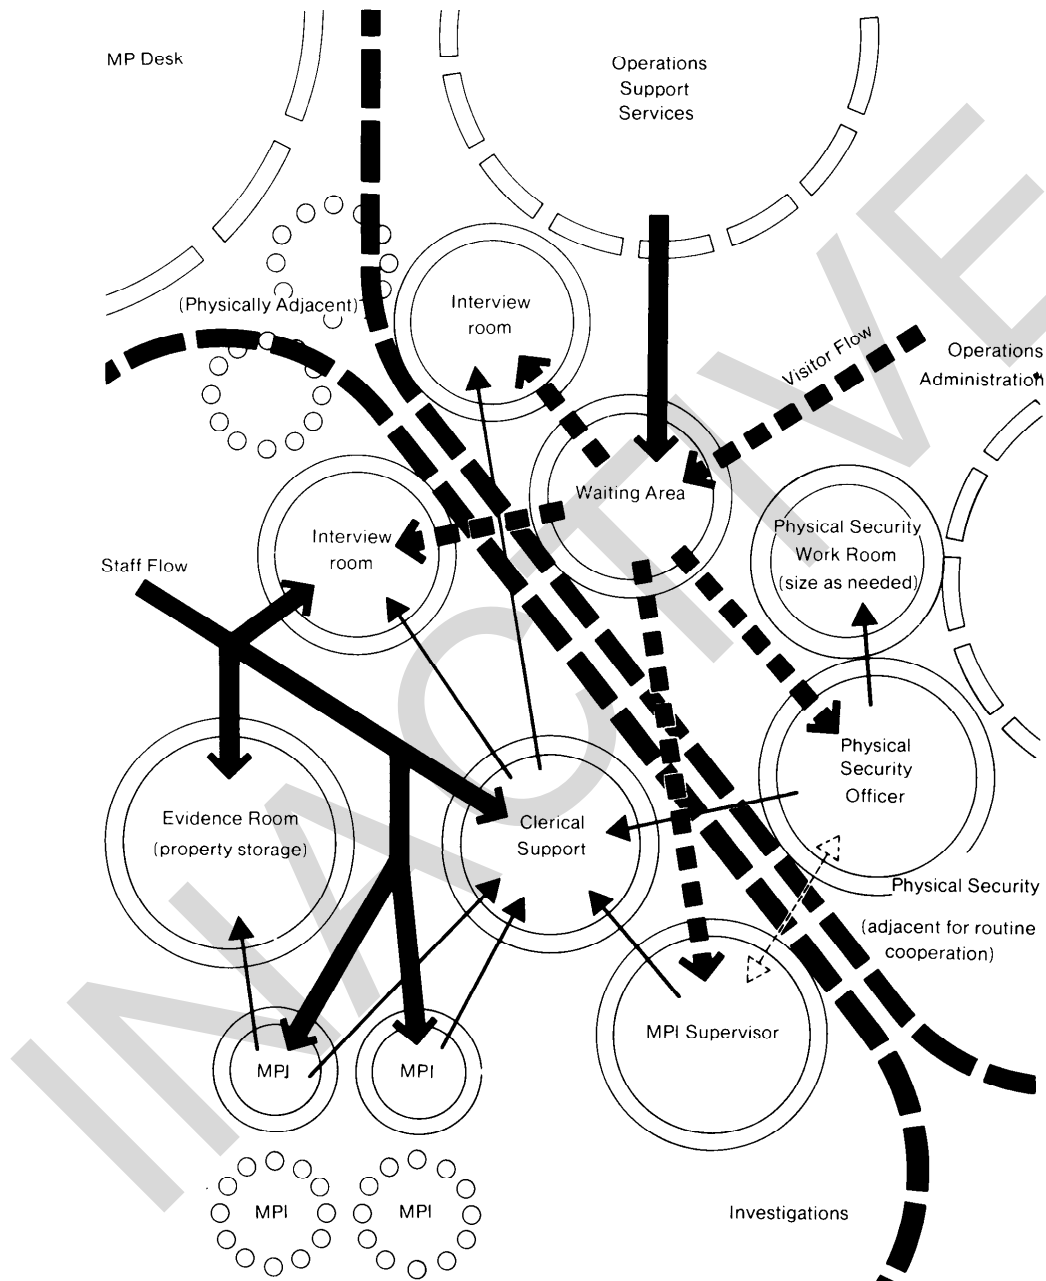 MP Desk
Operations
Support
Services
(Physically Adjacent)
Interview
room
Visitor Flow
Operations
Administration
Waiting Area
Interview
room
Physical Security
Work Room
(size as needed)
Staff Flow
Physical
Security
Officer
Evidence Room
(property storage)
Clerical
Support
Physical Security
(adjacent for routine
cooperation)
MPI Supervisor
MPI
MPI
MPI
MPI
Investigations
INACTIVE